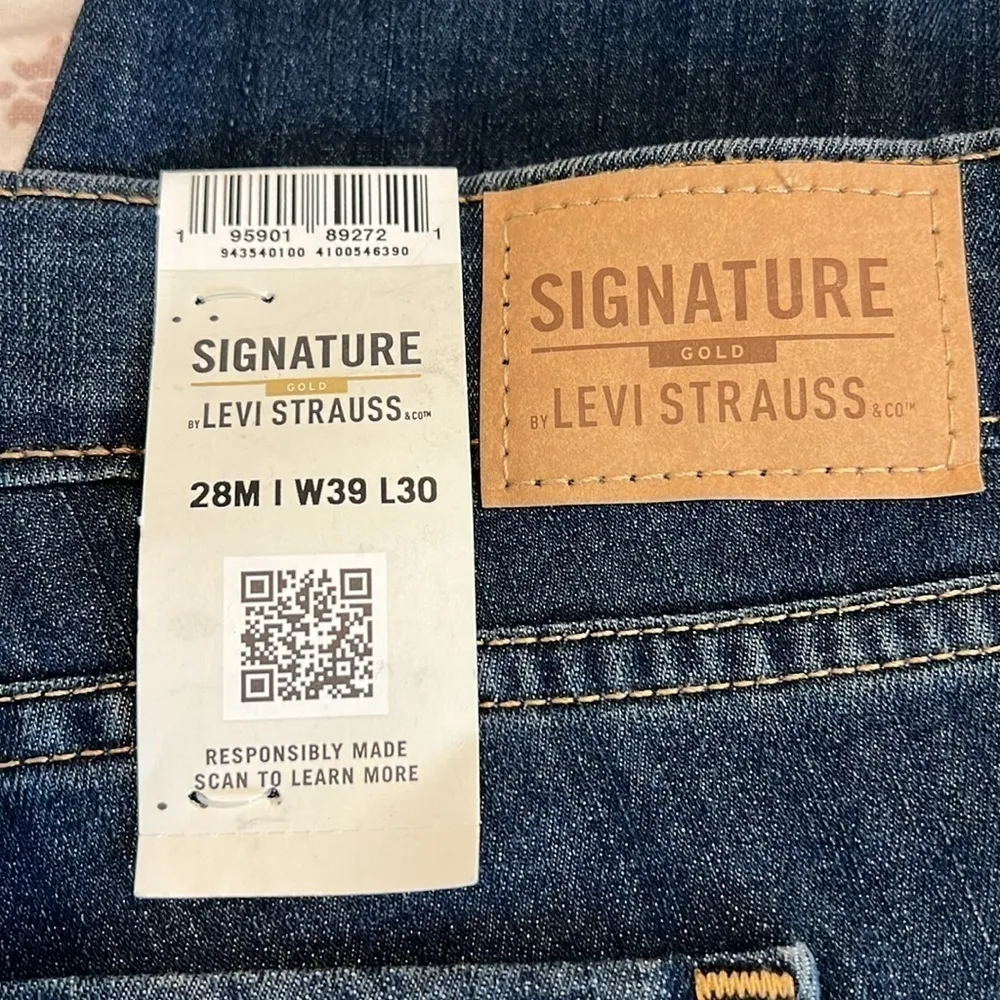 1 95901 89272 1
943540100 4100546390
SIGNATURE
GOLD
BY LEVI STRAUSS & CO™
28M | W39 L30
RESPONSIBLY MADE
SCAN TO LEARN MORE
SIGNATURE
GOLD
BY LEVI STRAUSS & CO™